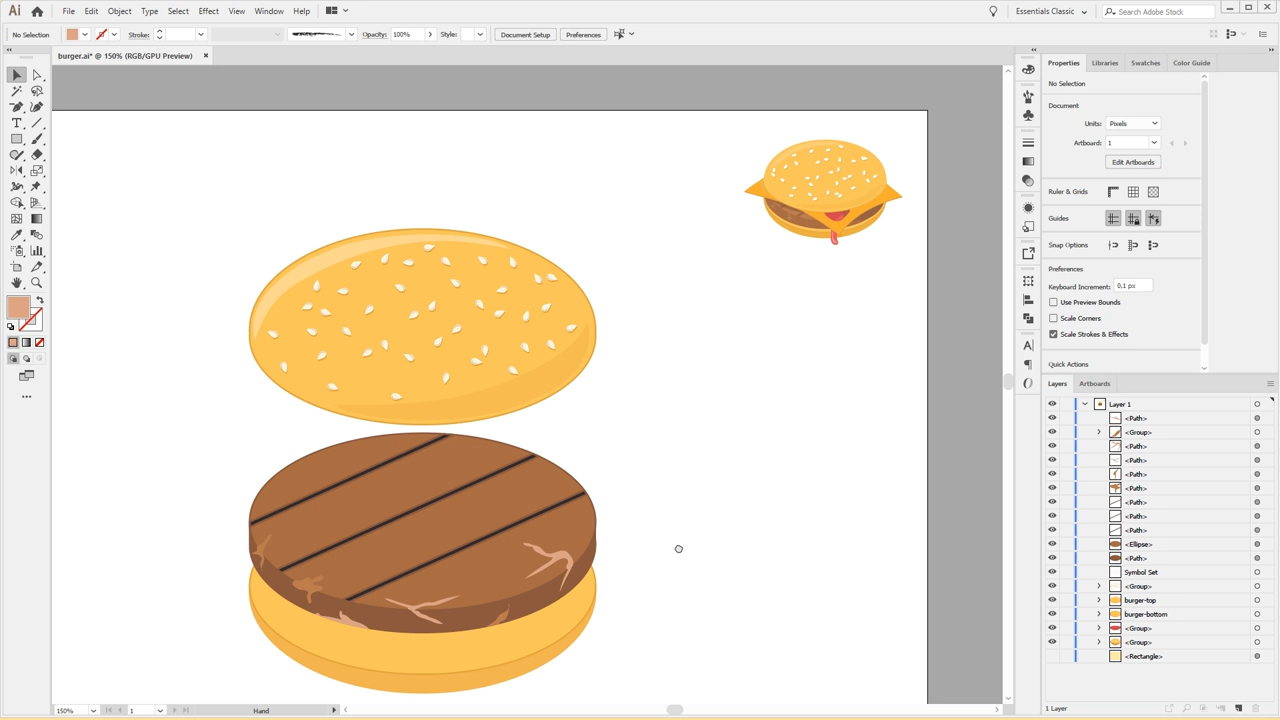 Ai File Edit Object Type Select Effect View Window Help Essentials Classic Search Adobe Stock
No Selection Stroke: Opacity: 100% Style: Document Setup Preferences
burger.ai* @ 150% (RGB/GPU Preview)
Properties Libraries Swatches Color Guide
No Selection
Document
Units: Pixels
Artboard: 1
Edit Artboards
Ruler & Grids
Guides
Snap Options
Preferences
Keyboard Increment: 0,1 px
Use Preview Bounds
Scale Corners
Scale Strokes & Effects
Quick Actions
Layers Artboards
Layer 1
<Path>
<Group>
<Path>
<Path>
<Path>
<Path>
<Path>
<Path>
<Path>
<Ellipse>
<Path>
Symbol Set
<Group>
burger-top
burger-bottom
<Group>
<Group>
<Rectangle>
1 Layer
150% 1 Hand